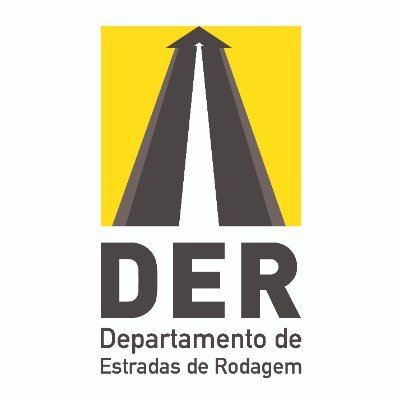 DER
Departamento de
Estradas de Rodagem